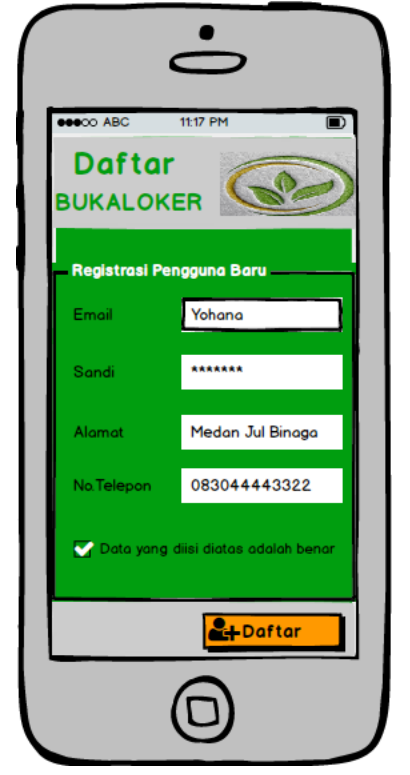 ABC 11:17 PM
Daftar
BUKALOKER
Registrasi Pengguna Baru
Email Yohana
Sandi *******
Alamat Medan Jul Binaga
No.Telepon 083044443322
Data yang diisi diatas adalah benar
Daftar